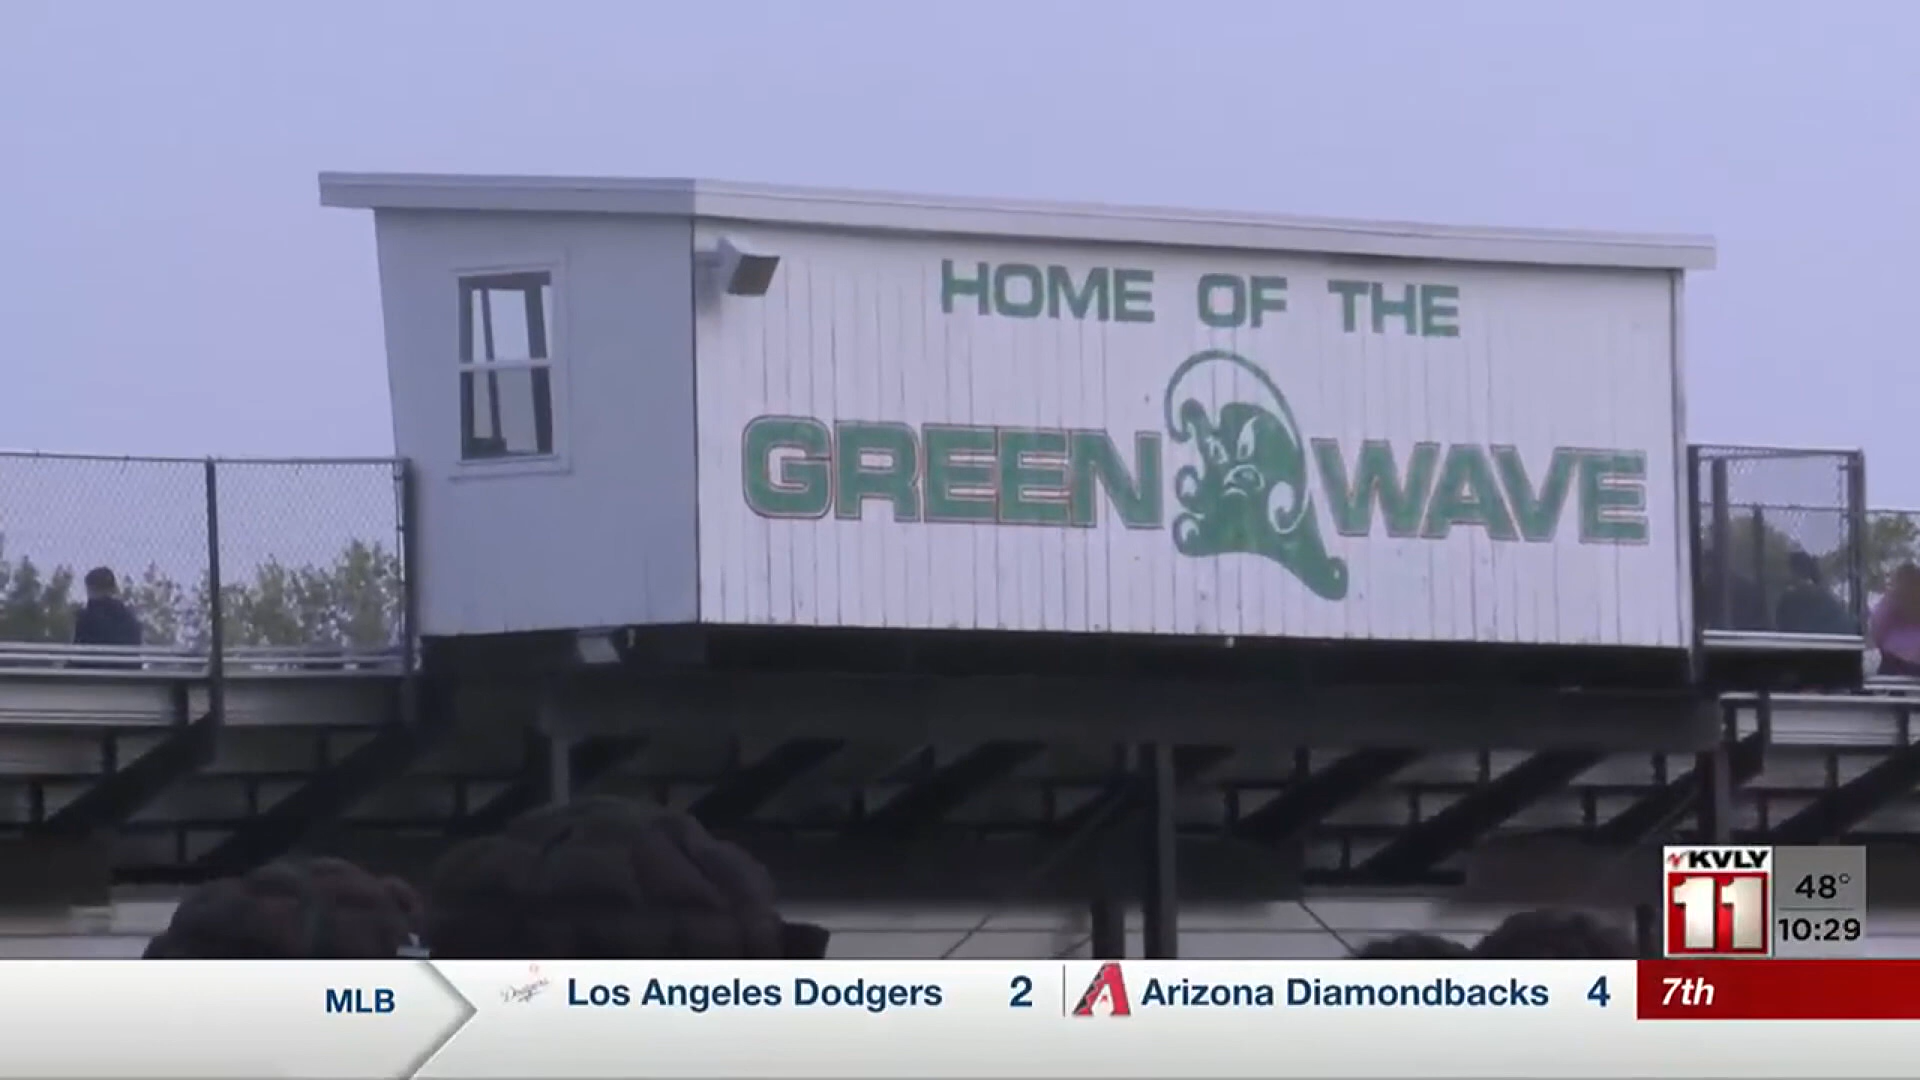 HOME OF THE
GREEN WAVE
KVLY
11
48°
10:29
MLB Dodgers Los Angeles Dodgers 2 A Arizona Diamondbacks 4 7th